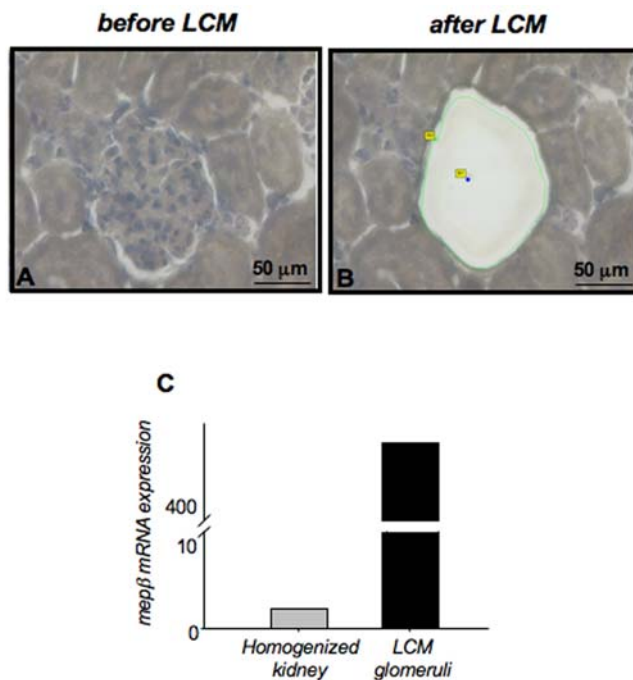 before LCM
after LCM
A
50 μm
B
50 μm
C
mepβ mRNA expression
400
10
0
Homogenized
kidney
LCM
glomeruli